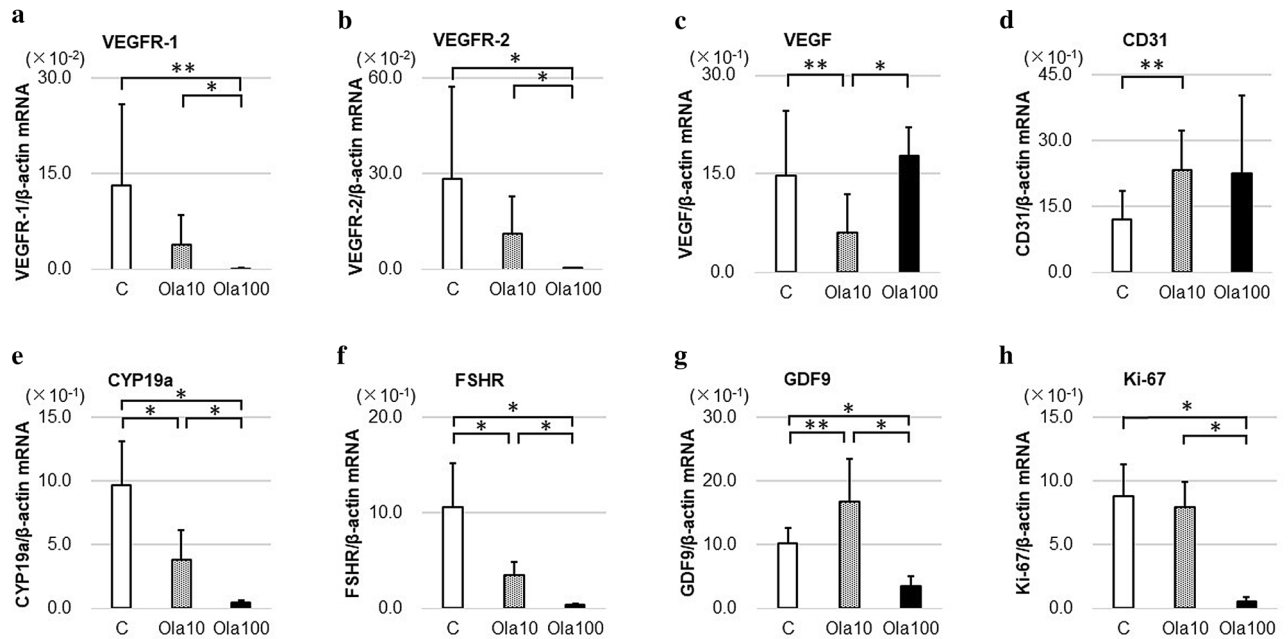 a
VEGFR-1
(×10-2)
30.0
15.0
0.0
VEGFR-1/β-actin mRNA
**
*
C Ola10 Ola100
b
VEGFR-2
(×10-2)
60.0
30.0
0.0
VEGFR-2/β-actin mRNA
*
*
C Ola10 Ola100
c
VEGF
(×10-1)
30.0
15.0
0.0
VEGF/β-actin mRNA
** *
C Ola10 Ola100
d
CD31
(×10-1)
45.0
30.0
15.0
0.0
CD31/β-actin mRNA
**
C Ola10 Ola100
e
CYP19a
(×10-1)
15.0
10.0
5.0
0.0
CYP19a/β-actin mRNA
*
* *
C Ola10 Ola100
f
FSHR
(×10-1)
20.0
10.0
0.0
FSHR/β-actin mRNA
*
* *
C Ola10 Ola100
g
GDF9
(×10-1)
30.0
20.0
10.0
0.0
GDF9/β-actin mRNA
*
** *
C Ola10 Ola100
h
Ki-67
(×10-1)
15.0
10.0
5.0
0.0
Ki-67/β-actin mRNA
*
*
C Ola10 Ola100